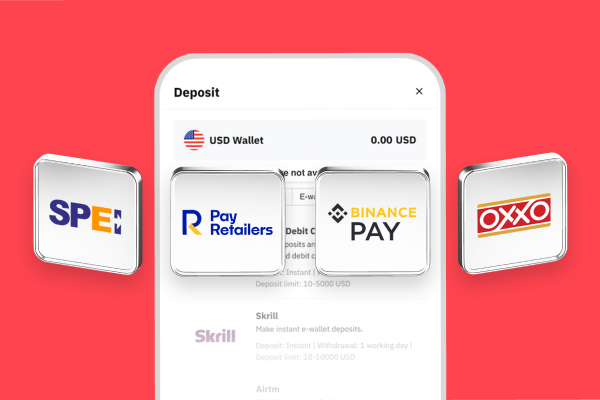 Deposit
×
USD Wallet
0.00 USD
e not av
E-wa
SPEI
Pay
Retailers
BINANCE
PAY
OXXO
Debit C
posits an
d debit c
Deposit: Instant |
Deposit limit: 10-5000 USD
Skrill
Skrill
Make instant e-wallet deposits.
Deposit: Instant | Withdrawal: 1 working day |
Deposit limit: 10-10000 USD
Airtm